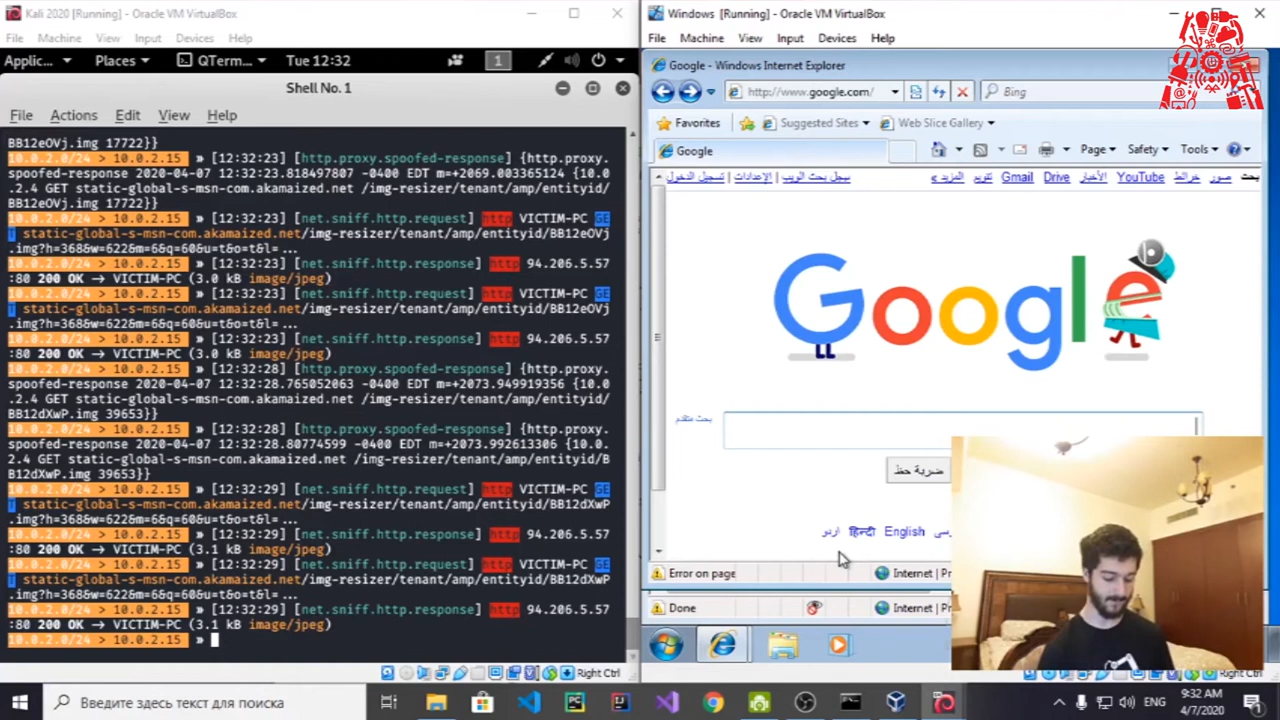 Kali 2020 [Running] - Oracle VM VirtualBox
File Machine View Input Devices Help
Applic... Places QTerm... Tue 12:32 1
Shell No. 1
File Actions Edit View Help
BB12eOVj.img 17722}}
10.0.2.0/24 > 10.0.2.15 » [12:32:23] [http.proxy.spoofed-response] {http.proxy.
spoofed-response 2020-04-07 12:32:23.818497807 -0400 EDT m=+2069.003365124 {10.
0.2.4 GET static-global-s-msn-com.akamaized.net /img-resizer/tenant/amp/entityid/
BB12eOVj.img 17722}}
10.0.2.0/24 > 10.0.2.15 » [12:32:23] [net.sniff.http.request] http VICTIM-PC GE
T static-global-s-msn-com.akamaized.net/img-resizer/tenant/amp/entityid/BB12eOVj
.img?h=368&w=622&m=6&q=60&u=t&o=t&l= ...
10.0.2.0/24 > 10.0.2.15 » [12:32:23] [net.sniff.http.response] http 94.206.5.57
:80 200 OK → VICTIM-PC (3.0 kB image/jpeg)
10.0.2.0/24 > 10.0.2.15 » [12:32:23] [net.sniff.http.request] http VICTIM-PC GE
T static-global-s-msn-com.akamaized.net/img-resizer/tenant/amp/entityid/BB12eOVj
.img?h=368&w=622&m=6&q=60&u=t&o=t&l= ...
10.0.2.0/24 > 10.0.2.15 » [12:32:23] [net.sniff.http.response] http 94.206.5.57
:80 200 OK → VICTIM-PC (3.0 kB image/jpeg)
10.0.2.0/24 > 10.0.2.15 » [12:32:28] [http.proxy.spoofed-response] {http.proxy.
spoofed-response 2020-04-07 12:32:28.765052063 -0400 EDT m=+2073.949919356 {10.0
.2.4 GET static-global-s-msn-com.akamaized.net /img-resizer/tenant/amp/entityid/
BB12dXwP.img 39653}}
10.0.2.0/24 > 10.0.2.15 » [12:32:28] [http.proxy.spoofed-response] {http.proxy.
spoofed-response 2020-04-07 12:32:28.80774599 -0400 EDT m=+2073.992613306 {10.0.
2.4 GET static-global-s-msn-com.akamaized.net /img-resizer/tenant/amp/entityid/B
B12dXwP.img 39653}}
10.0.2.0/24 > 10.0.2.15 » [12:32:29] [net.sniff.http.request] http VICTIM-PC GE
T static-global-s-msn-com.akamaized.net/img-resizer/tenant/amp/entityid/BB12dXwP
.img?h=368&w=622&m=6&q=60&u=t&o=t&l= ...
10.0.2.0/24 > 10.0.2.15 » [12:32:29] [net.sniff.http.response] http 94.206.5.57
:80 200 OK → VICTIM-PC (3.1 kB image/jpeg)
10.0.2.0/24 > 10.0.2.15 » [12:32:29] [net.sniff.http.request] http VICTIM-PC GE
T static-global-s-msn-com.akamaized.net/img-resizer/tenant/amp/entityid/BB12dXwP
.img?h=368&w=622&m=6&q=60&u=t&o=t&l= ...
10.0.2.0/24 > 10.0.2.15 » [12:32:29] [net.sniff.http.response] http 94.206.5.57
:80 200 OK → VICTIM-PC (3.1 kB image/jpeg)
10.0.2.0/24 > 10.0.2.15 »
Right Ctrl
Windows [Running] - Oracle VM VirtualBox
File Machine View Input Devices Help
Google - Windows Internet Explorer
http://www.google.com/ Bing
Favorites Suggested Sites Web Slice Gallery
Google Page Safety Tools
بحث صور خرائط YouTube الأخبار Drive Gmail تقويم المزيد »
سجل بحث الويب | الإعدادات | تسجيل الدخول
Google
بحث متقدم
ضربة حظ
English हिन्दी اردو
Error on page Internet | Pr
Done Internet | Pr
Right Ctrl
Введите здесь текст для поиска
ENG 9:32 AM
4/7/2020